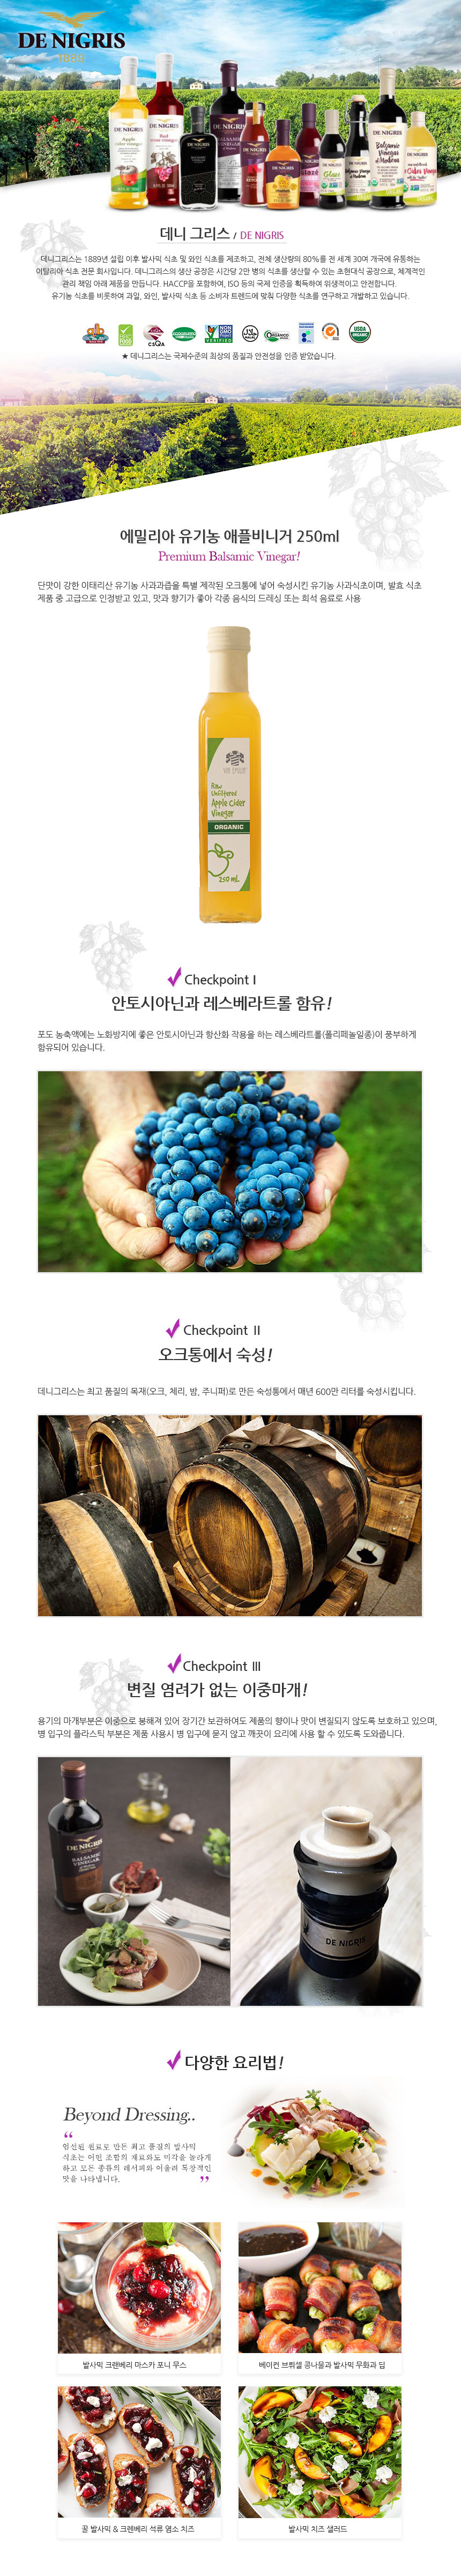 DE NIGRIS
1889
데니 그리스 / DE NIGRIS
데니그리스는 1889년 설립 이후 발사믹 식초 및 와인 식초를 제조하고, 전체 생산량의 80%를 전 세계 30여 개국에 유통하는
이탈리아 식초 전문 회사입니다. 데니그리스의 생산 공장은 시간당 2만 병의 식초를 생산할 수 있는 초현대식 공장으로, 체계적인
관리 책임 아래 제품을 만듭니다. HACCP을 포함하여, ISO 등의 국제 인증을 획득하여 위생적이고 안전합니다.
유기농 식초를 비롯하여 과일, 와인, 발사믹 식초 등 소비자 트렌드에 맞춰 다양한 식초를 연구하고 개발하고 있습니다.
CSQA
NON GMO Project VERIFIED
USDA ORGANIC
★ 데니그리스는 국제수준의 최상의 품질과 안전성을 인증 받았습니다.
에밀리아 유기농 애플비니거 250ml
Premium Balsamic Vinegar!
단맛이 강한 이태리산 유기농 사과과즙을 특별 제작된 오크통에 넣어 숙성시킨 유기농 사과식초이며, 발효 식초
제품 중 고급으로 인정받고 있고, 맛과 향기가 좋아 각종 음식의 드레싱 또는 희석 음료로 사용
Raw
Unfiltered
Apple Cider
Vinegar
ORGANIC
250 mL
Checkpoint I
안토시아닌과 레스베라트롤 함유!
포도 농축액에는 노화방지에 좋은 안토시아닌과 항산화 작용을 하는 레스베라트롤(폴리페놀일종)이 풍부하게
함유되어 있습니다.
Checkpoint II
오크통에서 숙성!
데니그리스는 최고 품질의 목재(오크, 체리, 밤, 주니퍼)로 만든 숙성통에서 매년 600만 리터를 숙성시킵니다.
Checkpoint III
변질 염려가 없는 이중마개!
용기의 마개부분은 이중으로 봉해져 있어 장기간 보관하여도 제품의 향이나 맛이 변질되지 않도록 보호하고 있으며,
병 입구의 플라스틱 부분은 제품 사용시 병 입구에 묻지 않고 깨끗이 요리에 사용 할 수 있도록 도와줍니다.
DE NIGRIS
BALSAMIC
VINEGAR
DE NIGRIS
다양한 요리법!
Beyond Dressing..
“
엄선된 원료로 만든 최고 품질의 발사믹
식초는 어떤 조합의 재료와도 미각을 놀라게
하고 모든 종류의 레서피와 어울려 독창적인
맛을 나타냅니다.
”
발사믹 크랜베리 마스카 포니 무스
베이컨 브뤼셀 콩나물과 발사믹 무화과 딥
꿀 발사믹 & 크랜베리 석류 염소 치즈
발사믹 치즈 샐러드